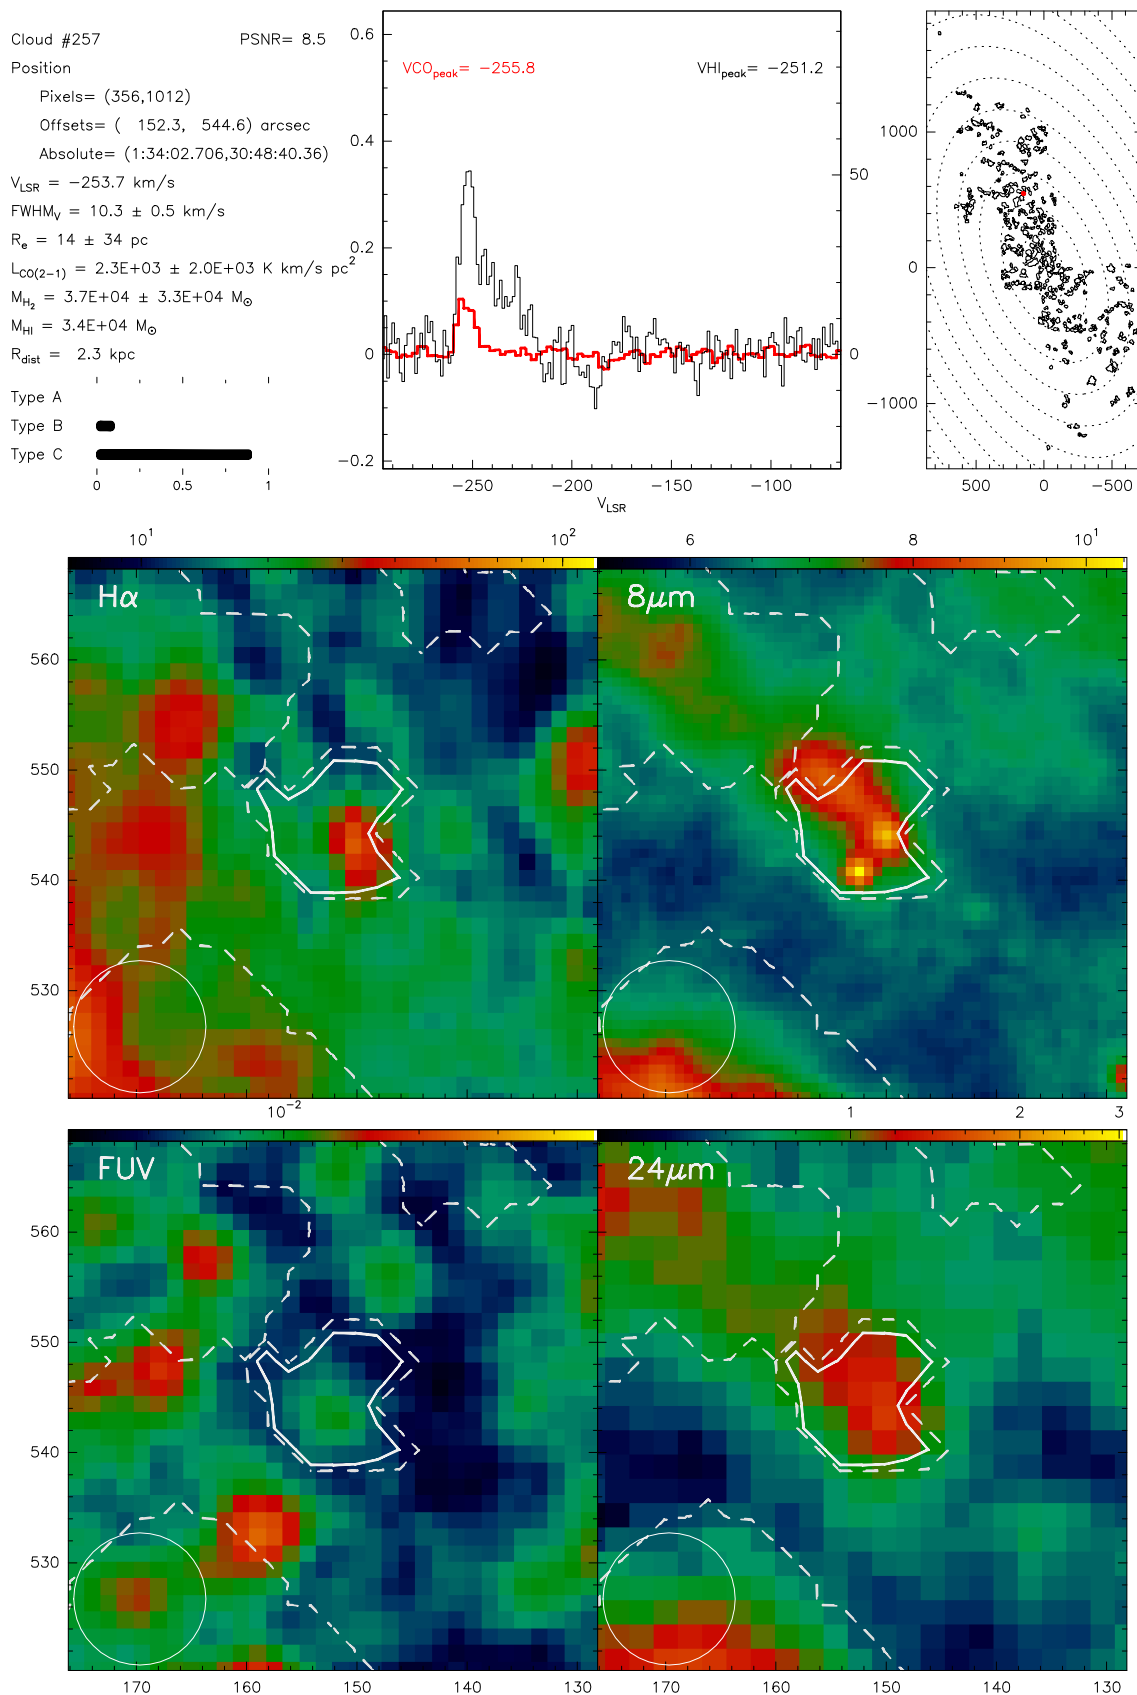 Cloud #257 PSNR= 8.5
Position
Pixels= (356,1012)
Offsets= ( 152.3, 544.6) arcsec
Absolute= (1:34:02.706,30:48:40.36)
V_LSR = −253.7 km/s
FWHM_V = 10.3 ± 0.5 km/s
R_e = 14 ± 34 pc
L_CO(2−1) = 2.3E+03 ± 2.0E+03 K km/s pc²
M_H₂ = 3.7E+04 ± 3.3E+04 M⊙
M_HI = 3.4E+04 M⊙
R_dist = 2.3 kpc
Type A
Type B
Type C
0 0.5 1
VCO_peak= −255.8 VHI_peak= −251.2
0.6
0.4
0.2
0
−0.2
50
0
−250 −200 −150 −100
V_LSR
1000
0
−1000
500 0 −500
10¹ 10²
6 8 10¹
Hα
8μm
560
550
540
530
10⁻²
1 2 3
FUV
24μm
560
550
540
530
170 160 150 140 130
170 160 150 140 130